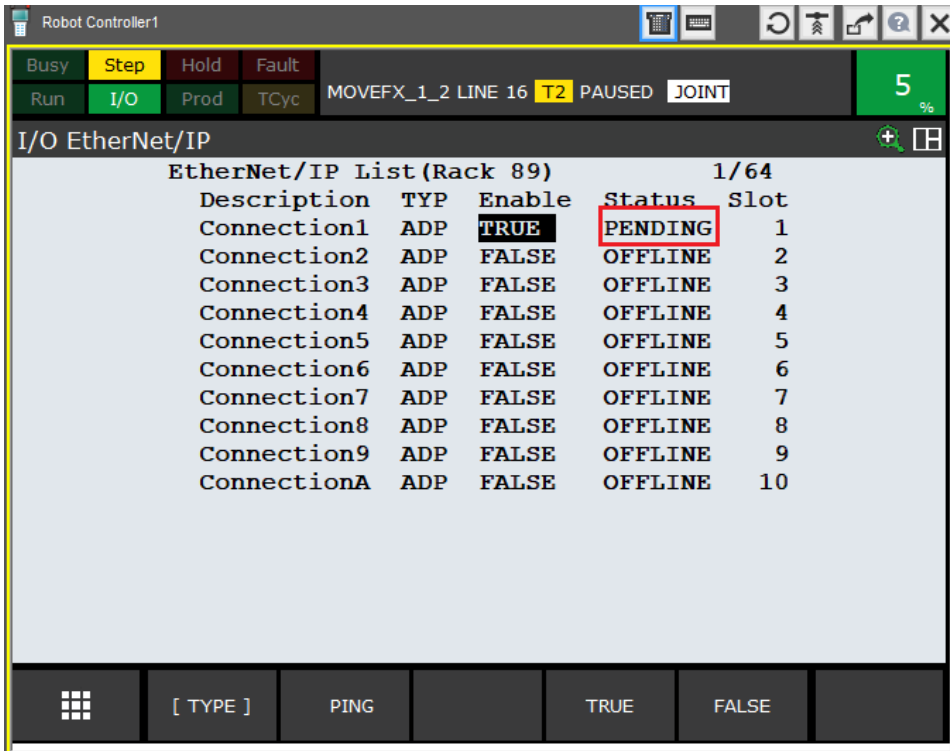 Robot Controller1
Busy Step Hold Fault
Run I/O Prod TCyc MOVEFX_1_2 LINE 16 T2 PAUSED JOINT 5 %
I/O EtherNet/IP
EtherNet/IP List(Rack 89) 1/64
Description TYP Enable Status Slot
Connection1 ADP TRUE PENDING 1
Connection2 ADP FALSE OFFLINE 2
Connection3 ADP FALSE OFFLINE 3
Connection4 ADP FALSE OFFLINE 4
Connection5 ADP FALSE OFFLINE 5
Connection6 ADP FALSE OFFLINE 6
Connection7 ADP FALSE OFFLINE 7
Connection8 ADP FALSE OFFLINE 8
Connection9 ADP FALSE OFFLINE 9
ConnectionA ADP FALSE OFFLINE 10
[ TYPE ] PING TRUE FALSE